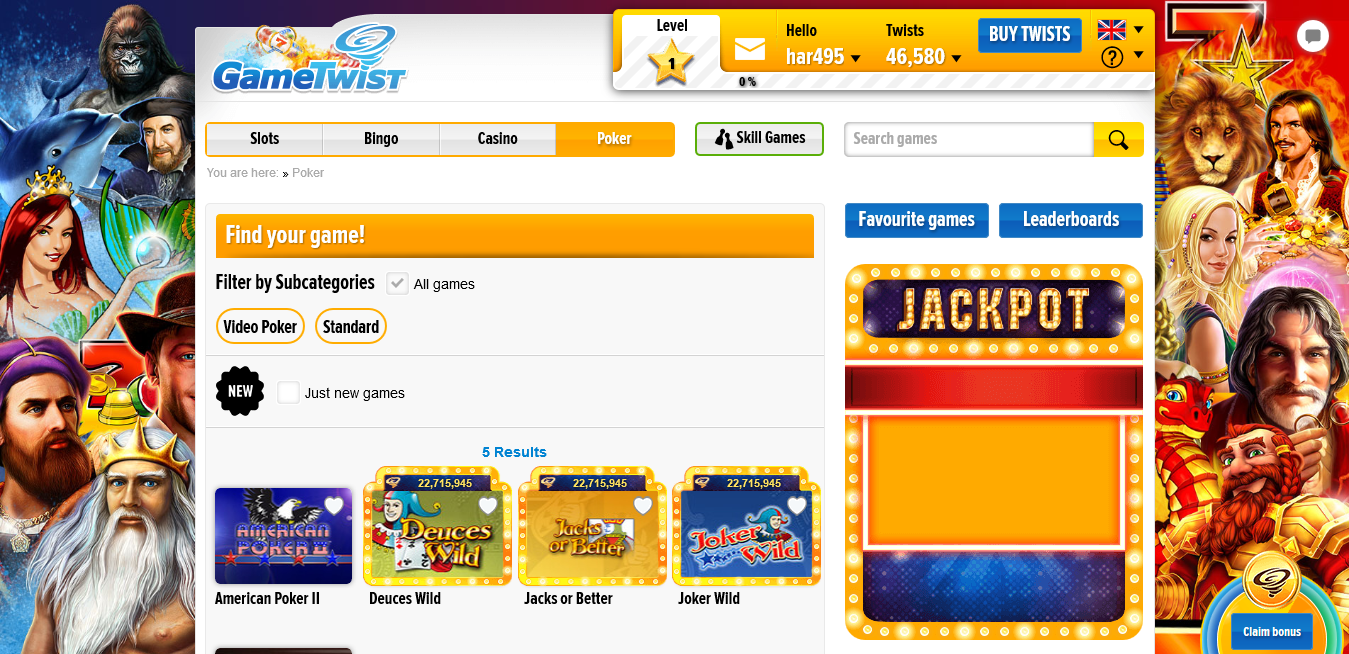 GameTwist
Level
1
0 %
Hello
har495
Twists
46,580
BUY TWISTS
Slots
Bingo
Casino
Poker
Skill Games
Search games
You are here: » Poker
Find your game!
Favourite games
Leaderboards
Filter by Subcategories
All games
Video Poker
Standard
JACKPOT
NEW
Just new games
5 Results
22,715,945
22,715,945
22,715,945
AMERICAN
POKER II
Deuces
Wild
Jacks
or Better
Joker
Wild
American Poker II
Deuces Wild
Jacks or Better
Joker Wild
Claim bonus